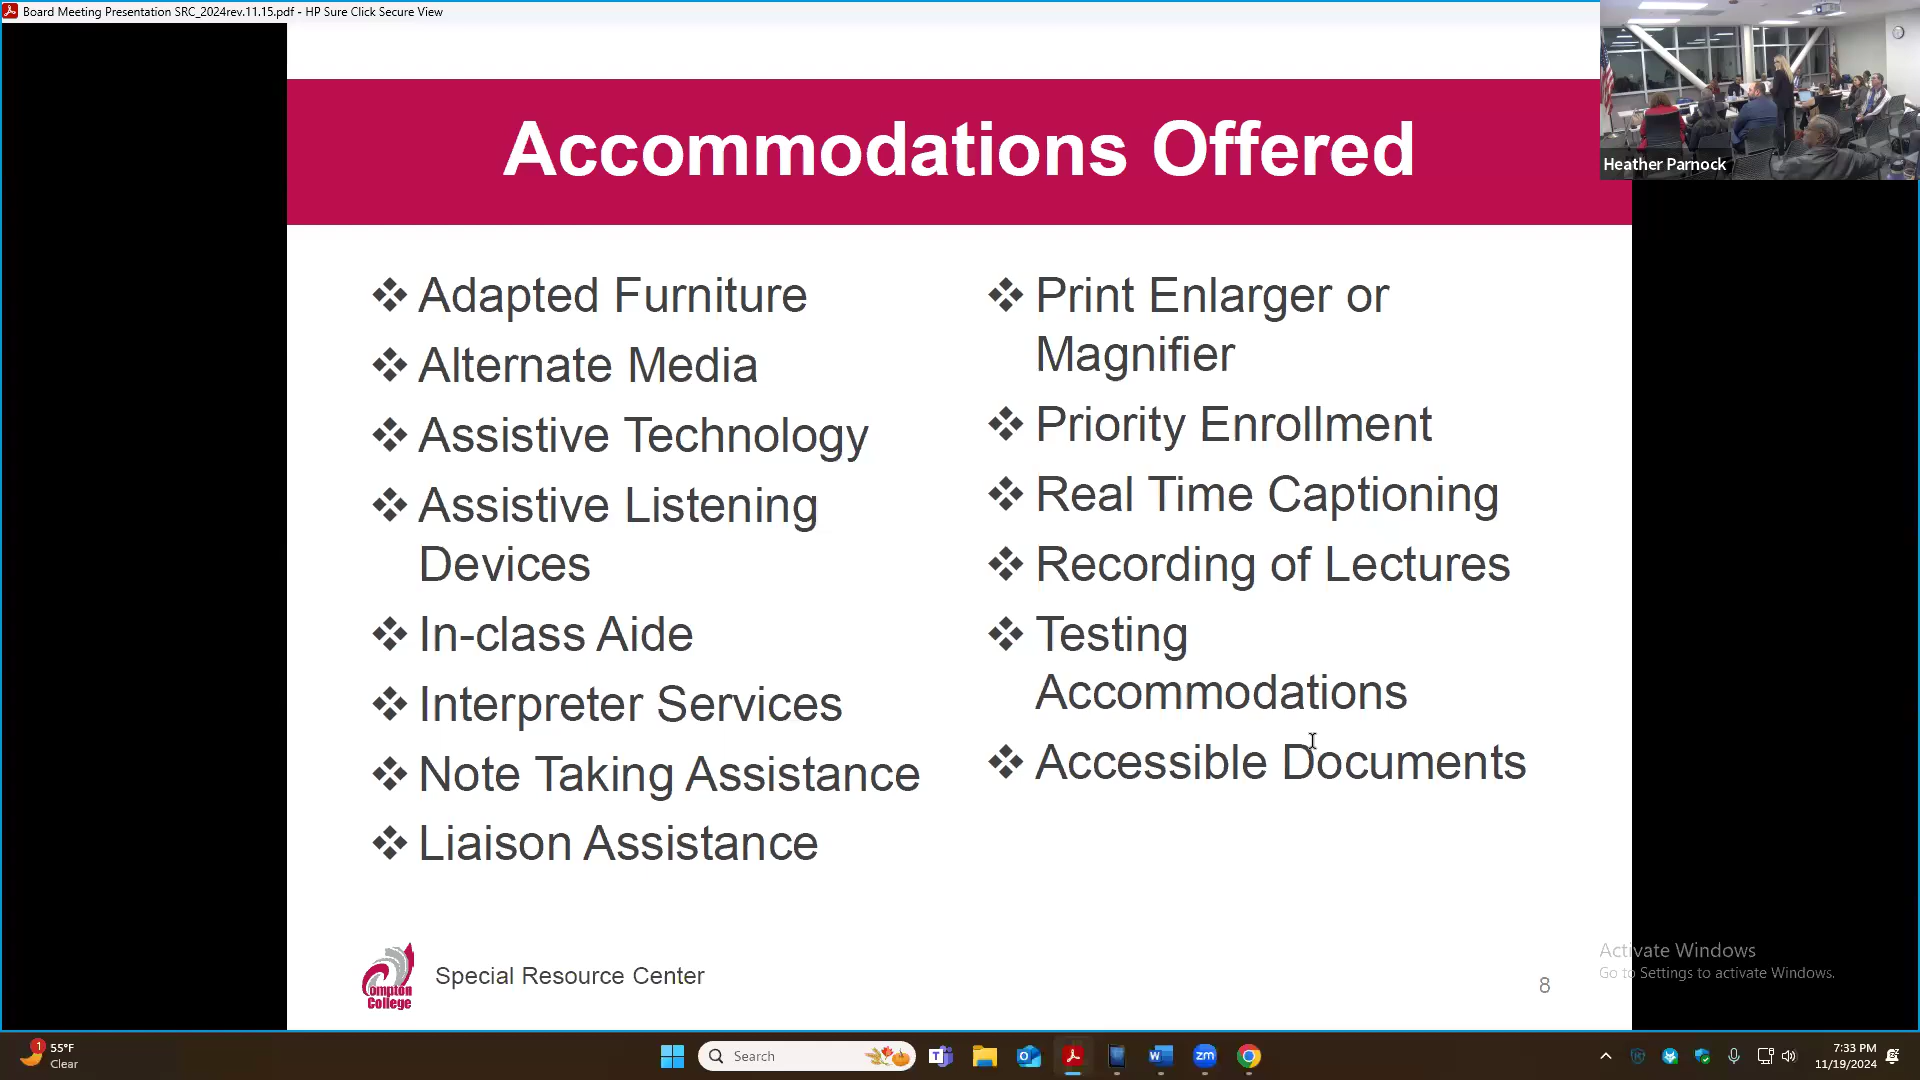 Board Meeting Presentation SRC_2024rev.11.15.pdf - HP Sure Click Secure View
Heather Parnock
Accommodations Offered
❖ Adapted Furniture
❖ Alternate Media
❖ Assistive Technology
❖ Assistive Listening
Devices
❖ In-class Aide
❖ Interpreter Services
❖ Note Taking Assistance
❖ Liaison Assistance
❖ Print Enlarger or
Magnifier
❖ Priority Enrollment
❖ Real Time Captioning
❖ Recording of Lectures
❖ Testing
Accommodations
❖ Accessible Documents
ompton
College
Special Resource Center
8
Activate Windows
Go to Settings to activate Windows.
1
55°F
Clear
Search
zm
7:33 PM
11/19/2024